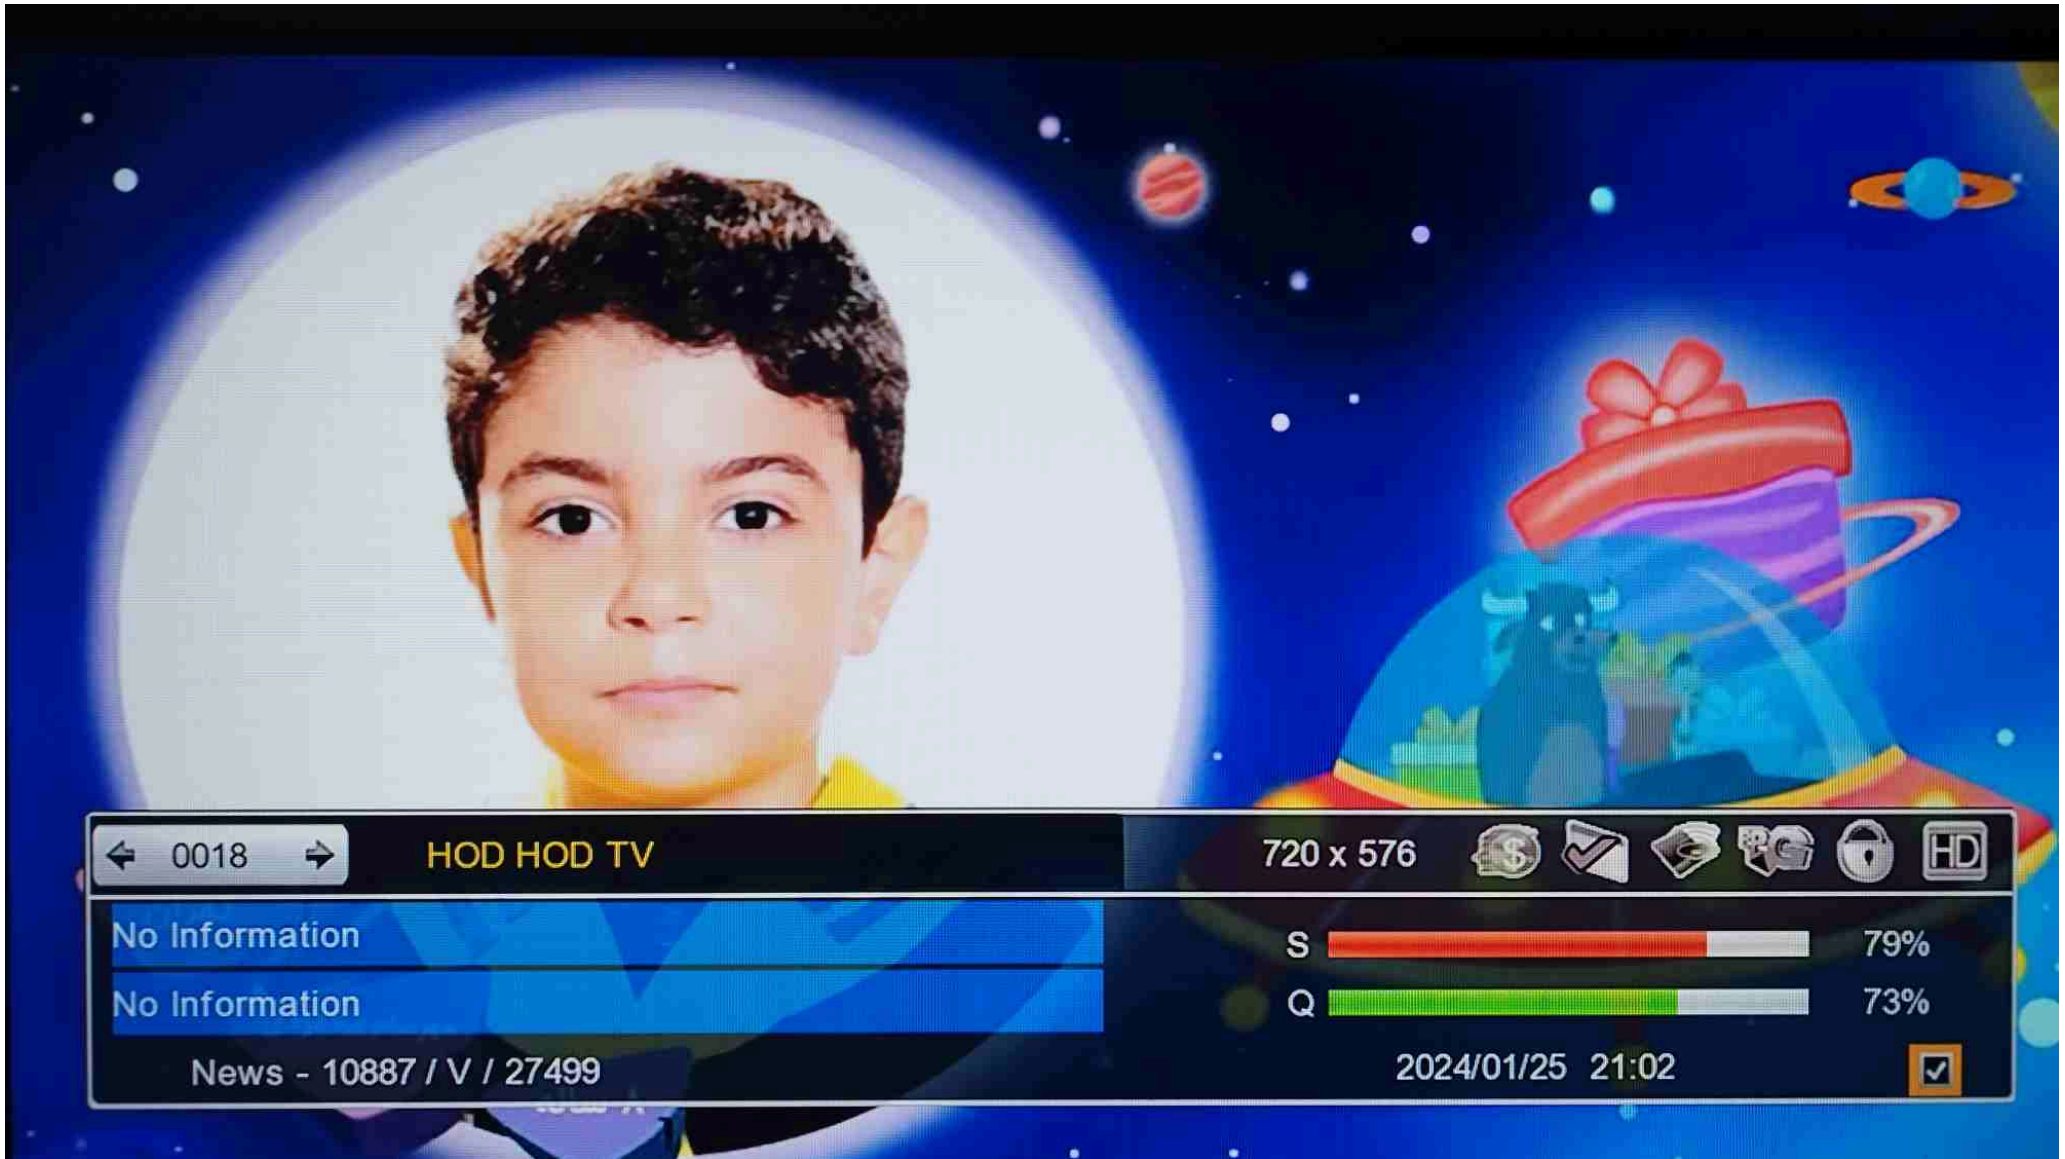 0018
HOD HOD TV
720 x 576
HD
No Information
No Information
S 79%
Q 73%
News - 10887 / V / 27499
2024/01/25 21:02